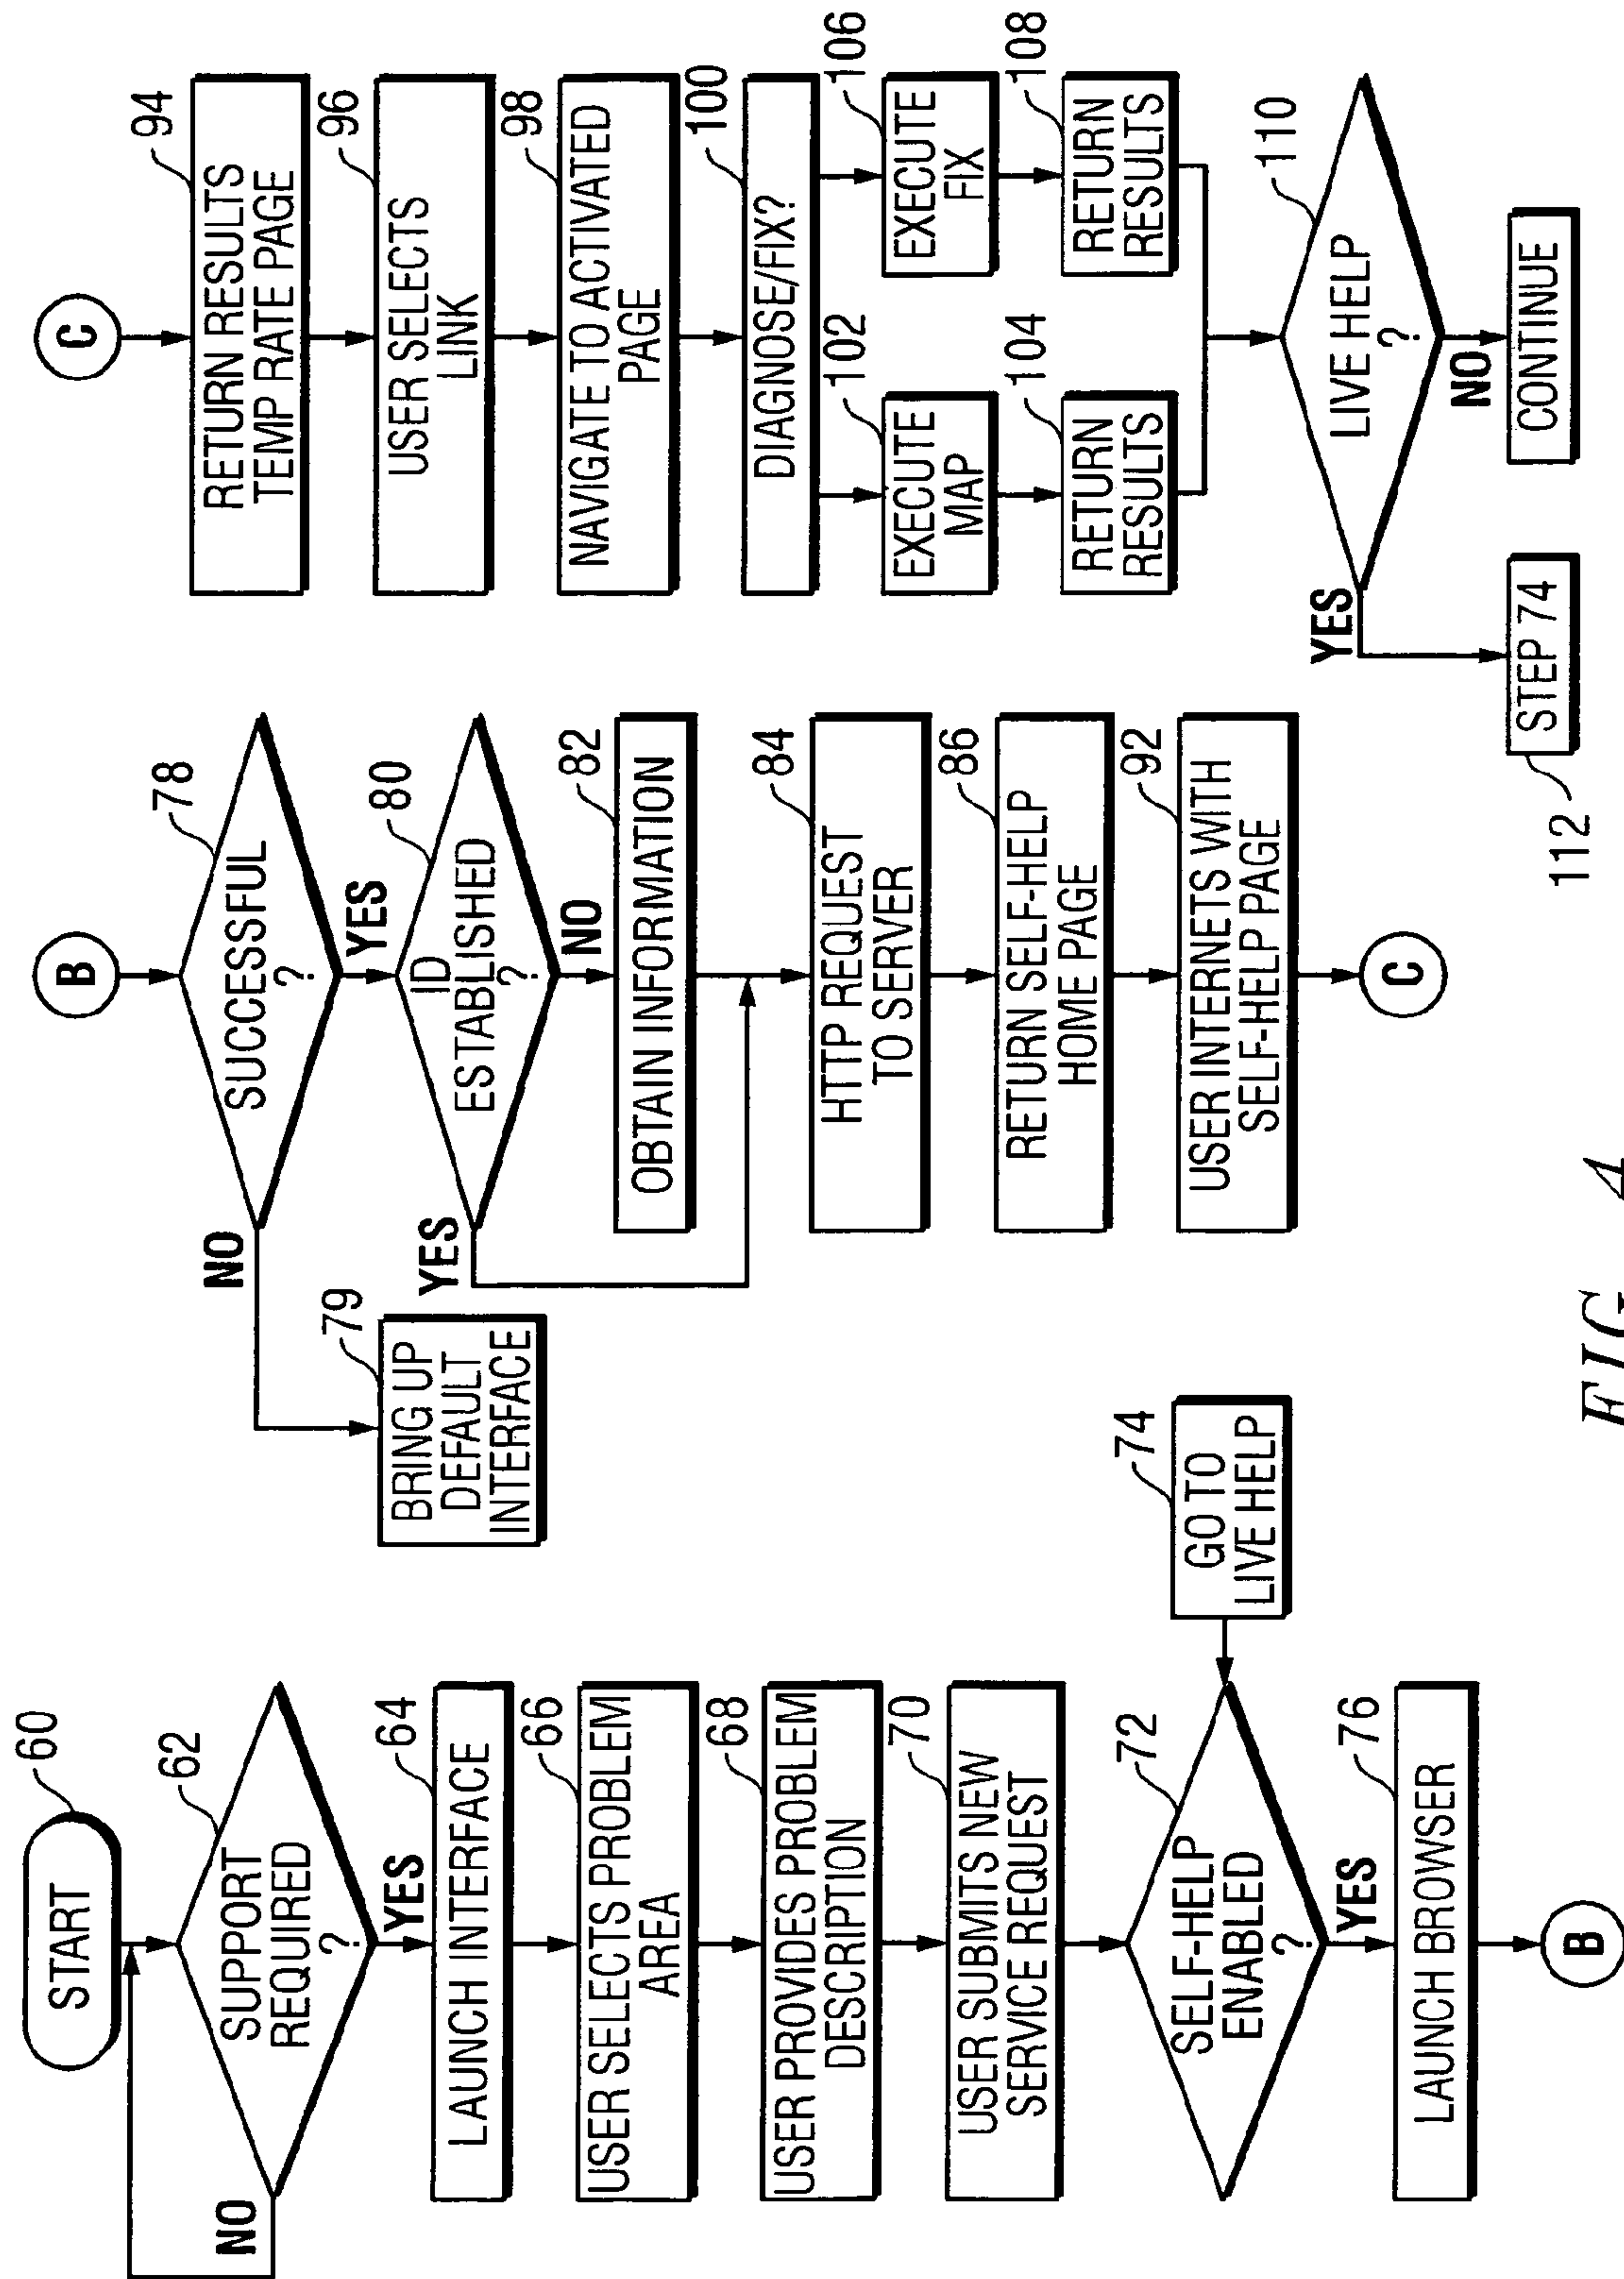 60
START
62
SUPPORT
REQUIRED
?
NO
YES
64
LAUNCH INTERFACE
66
USER SELECTS PROBLEM
AREA
68
USER PROVIDES PROBLEM
DESCRIPTION
70
USER SUBMITS NEW
SERVICE REQUEST
72
SELF-HELP
ENABLED
?
74
GO TO
LIVE HELP
YES
76
LAUNCH BROWSER
B
B
78
SUCCESSFUL
?
NO
YES
79
BRING UP
DEFAULT
INTERFACE
80
ID
ESTABLISHED
?
YES
NO
82
OBTAIN INFORMATION
84
HTTP REQUEST
TO SERVER
86
RETURN SELF-HELP
HOME PAGE
92
USER INTERNETS WITH
SELF-HELP PAGE
C
C
94
RETURN RESULTS
TEMP RATE PAGE
96
USER SELECTS
LINK
98
NAVIGATE TO ACTIVATED
PAGE
100
DIAGNOSE/FIX?
102
EXECUTE
MAP
106
EXECUTE
FIX
104
RETURN
RESULTS
108
RETURN
RESULTS
110
LIVE HELP
?
YES
NO
STEP 74
112
CONTINUE
FIG. 4